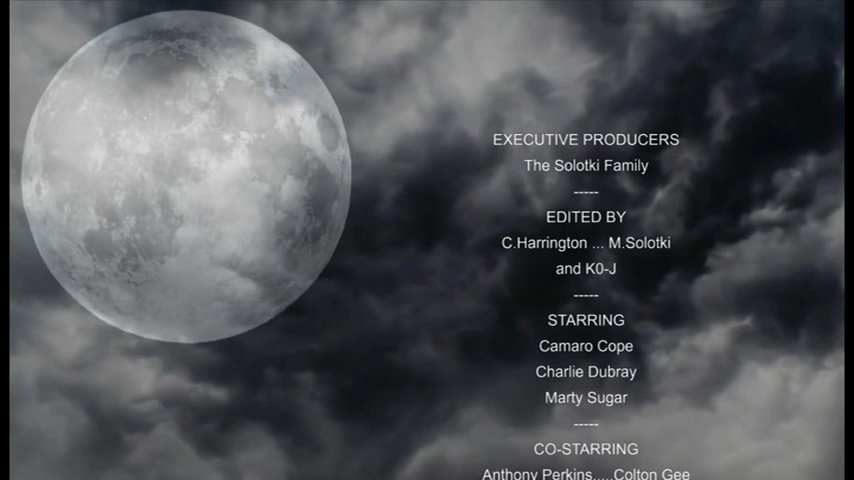 EXECUTIVE PRODUCERS
The Solotki Family
-----
EDITED BY
C.Harrington ... M.Solotki
and K0-J
-----
STARRING
Camaro Cope
Charlie Dubray
Marty Sugar
-----
CO-STARRING
Anthony Perkins.....Colton Gee